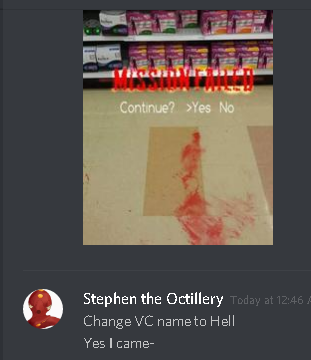 MISSION FAILED
Continue? >Yes No
Stephen the Octillery Today at 12:46
Change VC name to Hell
Yes I came-